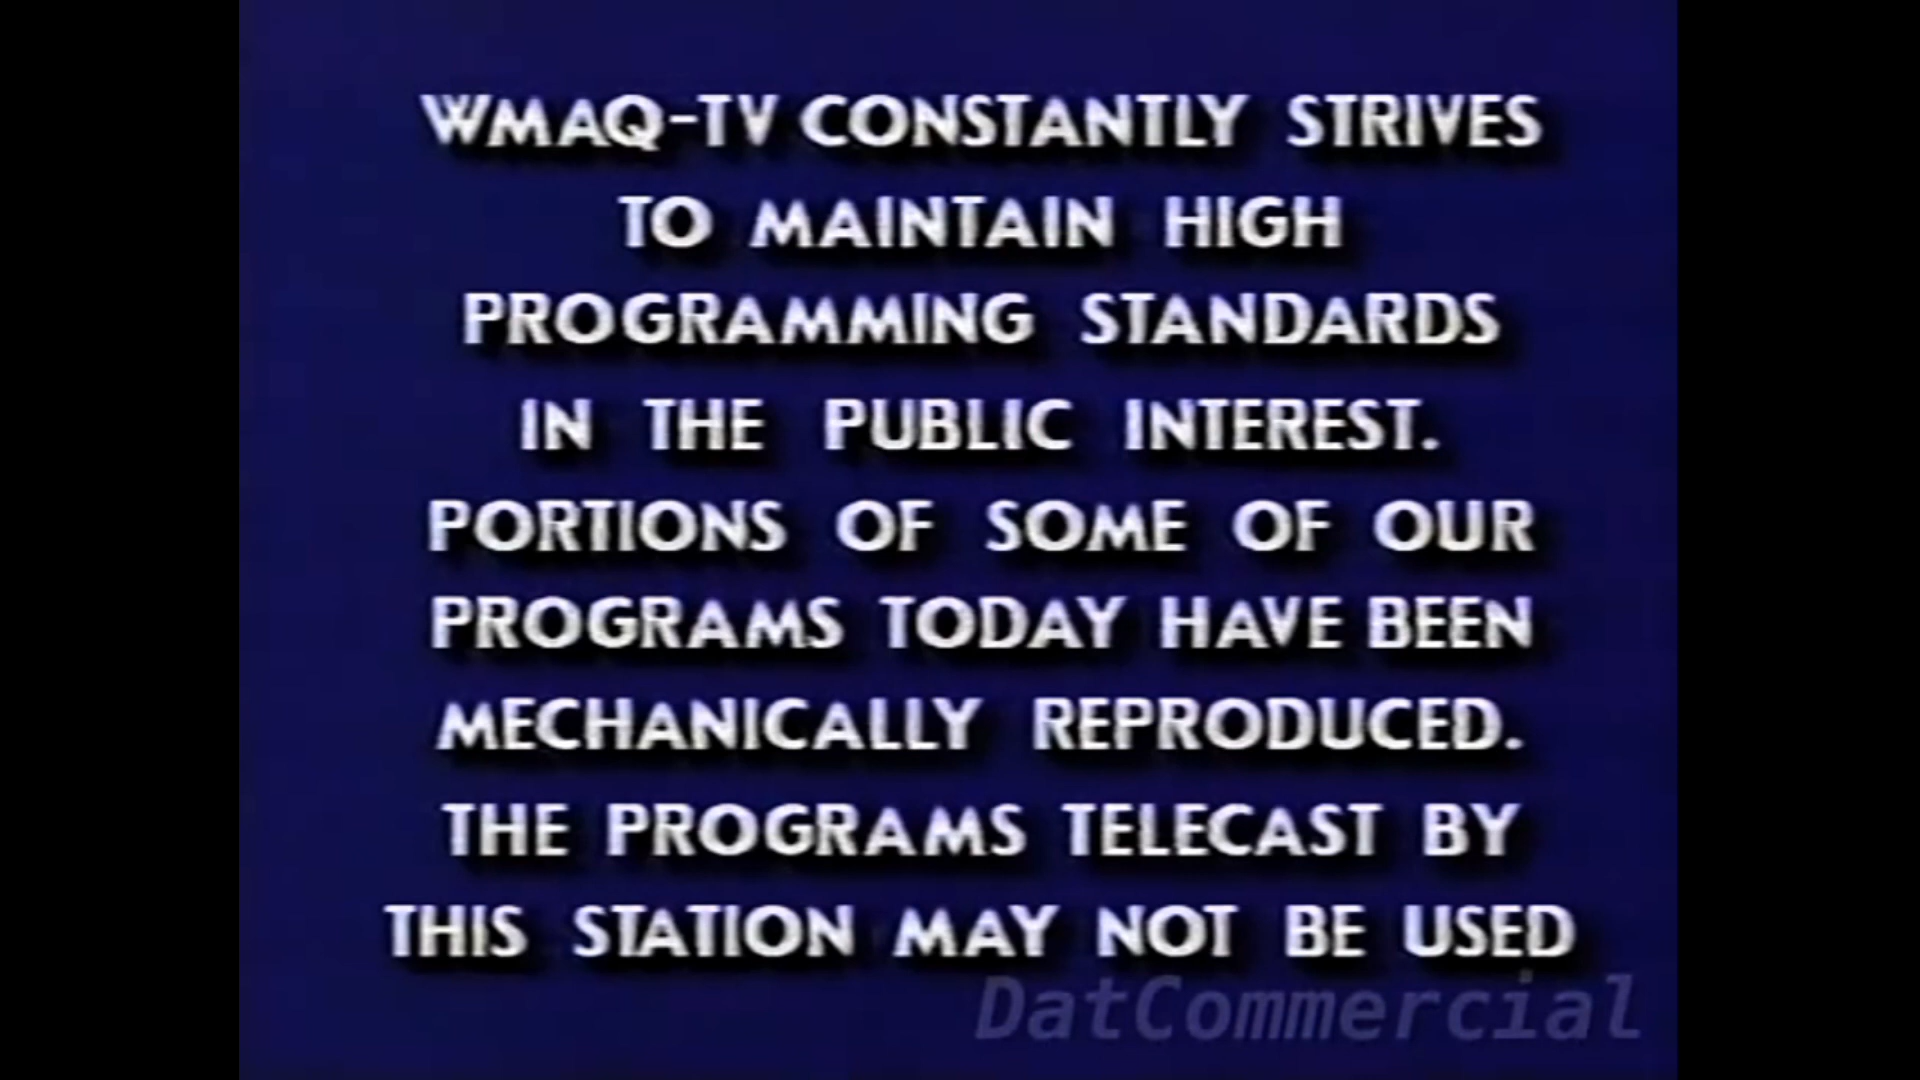 WMAQ-TV CONSTANTLY STRIVES
TO MAINTAIN HIGH
PROGRAMMING STANDARDS
IN THE PUBLIC INTEREST.
PORTIONS OF SOME OF OUR
PROGRAMS TODAY HAVE BEEN
MECHANICALLY REPRODUCED.
THE PROGRAMS TELECAST BY
THIS STATION MAY NOT BE USED
DatCommercial